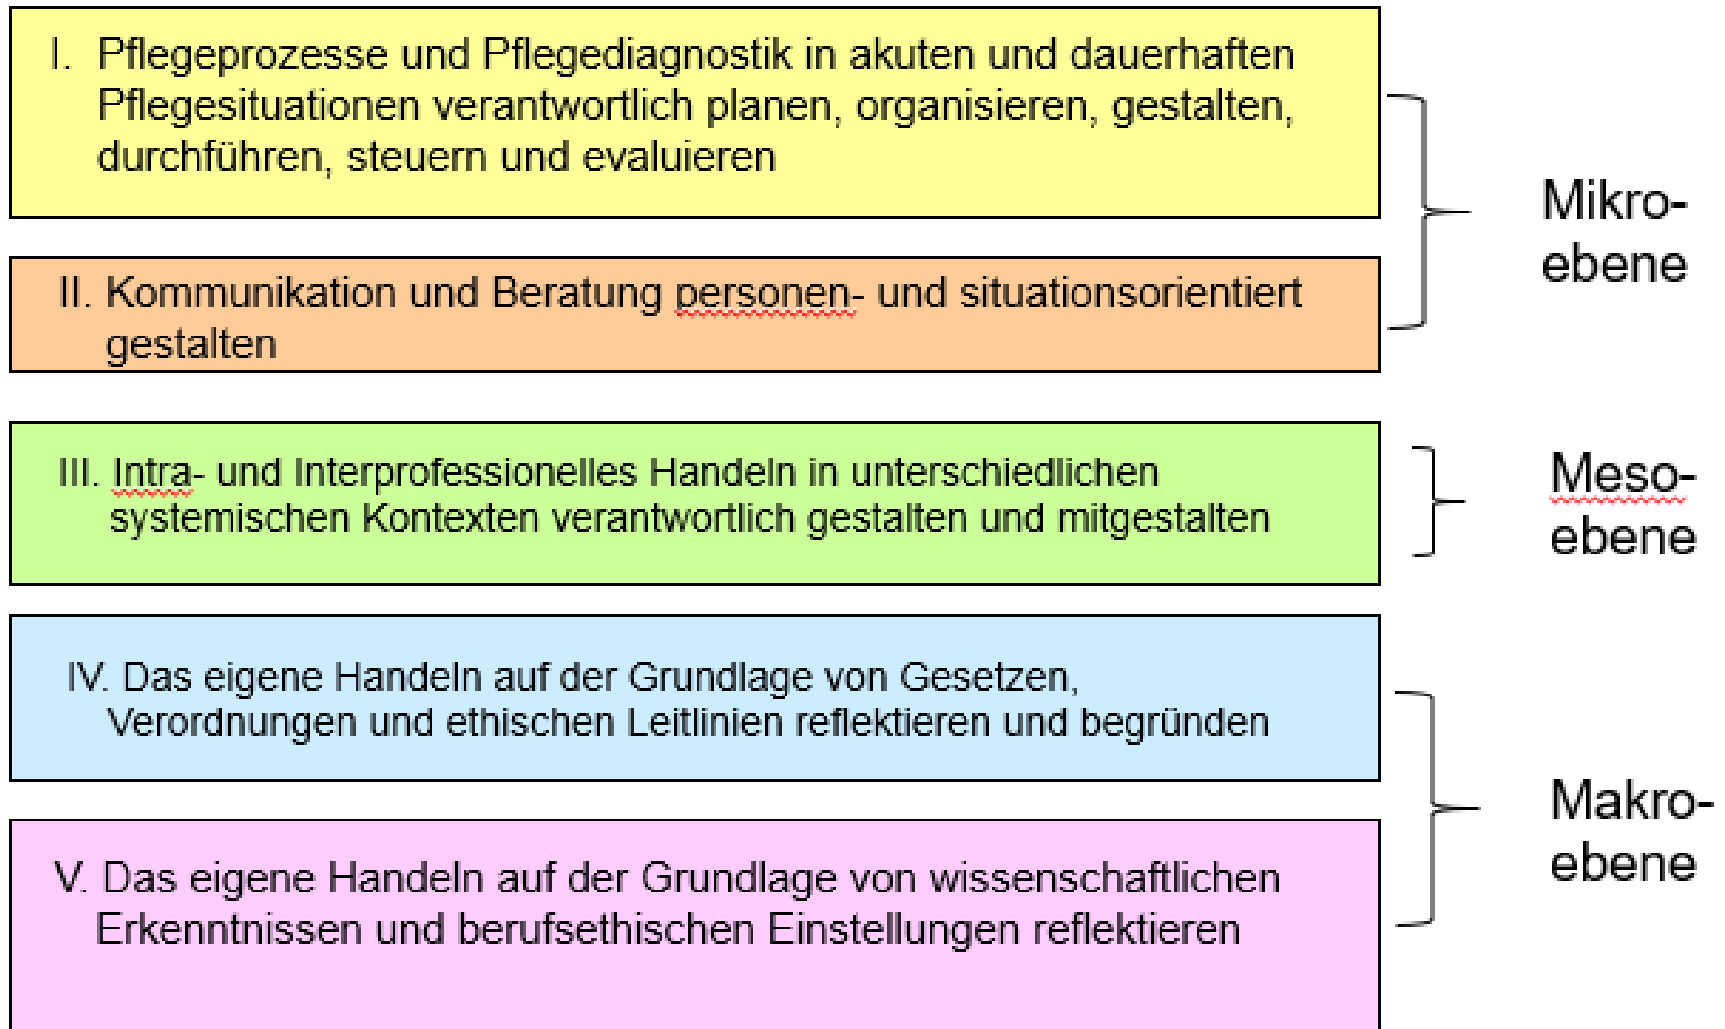 I. Pflegeprozesse und Pflegediagnostik in akuten und dauerhaften
Pflegesituationen verantwortlich planen, organisieren, gestalten,
durchführen, steuern und evaluieren
Mikro-
ebene
II. Kommunikation und Beratung personen- und situationsorientiert
gestalten
III. Intra- und Interprofessionelles Handeln in unterschiedlichen
systemischen Kontexten verantwortlich gestalten und mitgestalten
Meso-
ebene
IV. Das eigene Handeln auf der Grundlage von Gesetzen,
Verordnungen und ethischen Leitlinien reflektieren und begründen
Makro-
ebene
V. Das eigene Handeln auf der Grundlage von wissenschaftlichen
Erkenntnissen und berufsethischen Einstellungen reflektieren